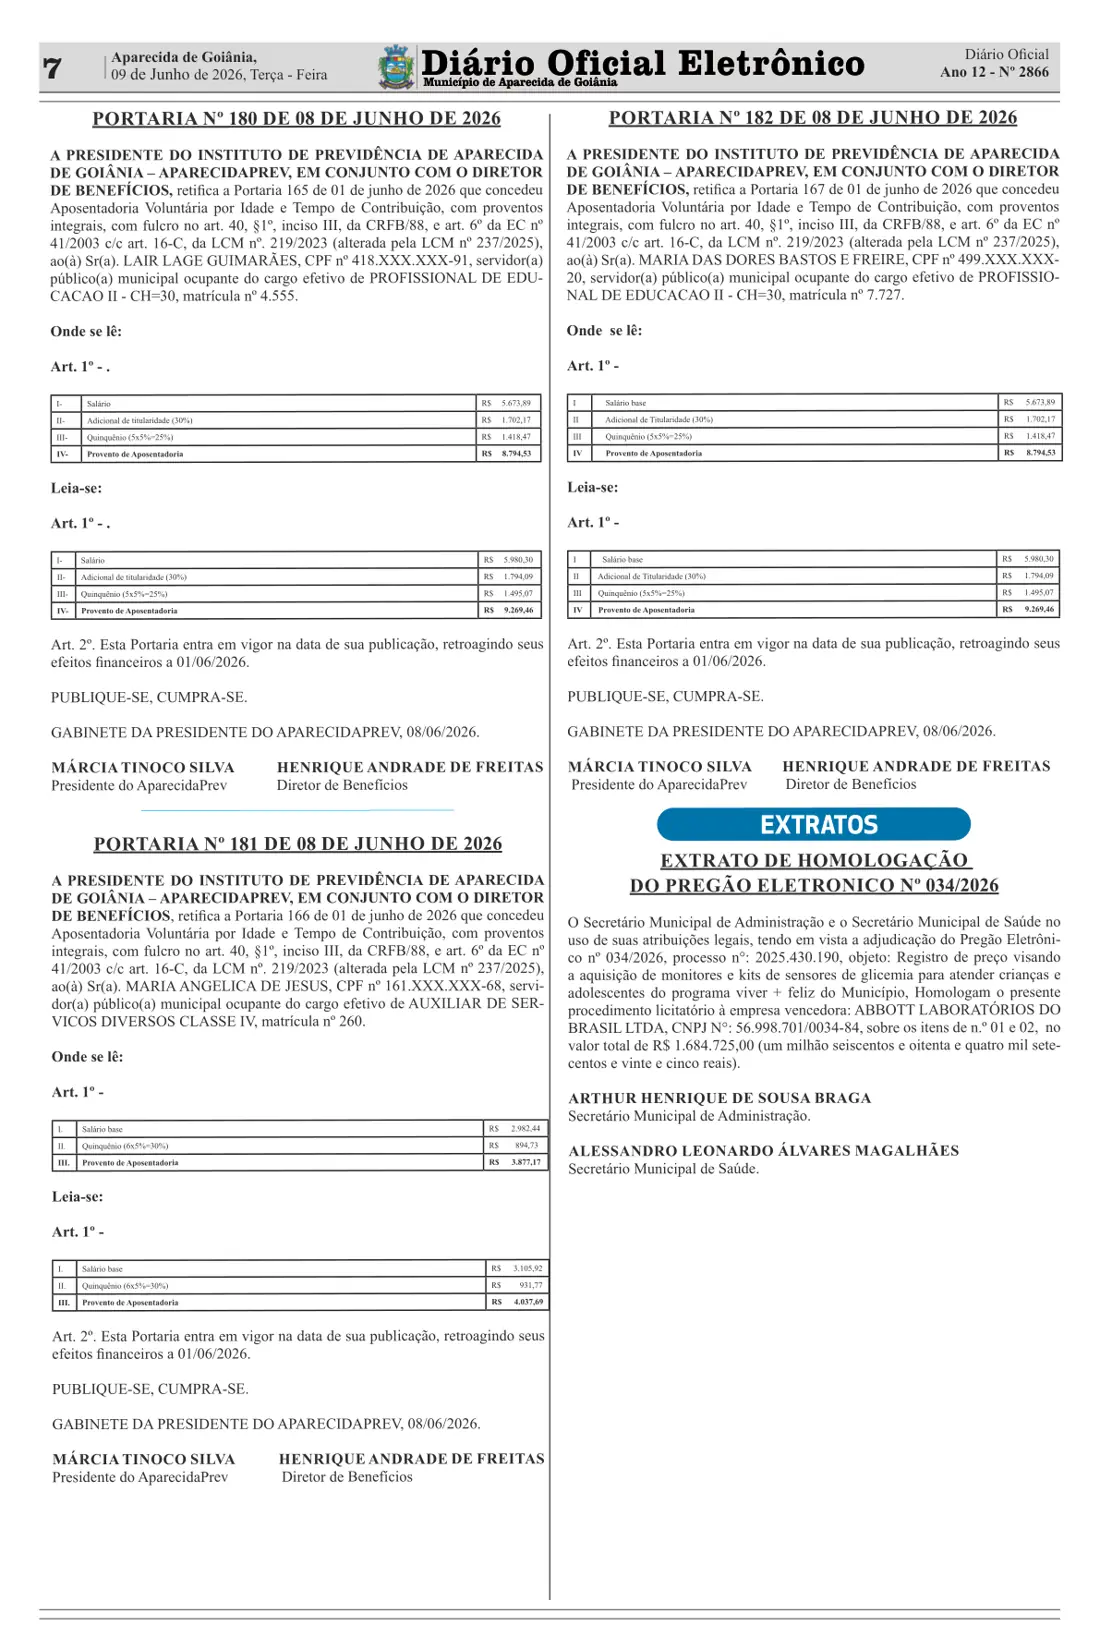 7
Aparecida de Goiânia,
09 de Junho de 2026, Terça - Feira
Diário Oficial Eletrônico
Município de Aparecida de Goiânia
Diário Oficial
Ano 12 - Nº 2866
PORTARIA Nº 180 DE 08 DE JUNHO DE 2026
A PRESIDENTE DO INSTITUTO DE PREVIDÊNCIA DE APARECIDA
DE GOIÂNIA – APARECIDAPREV, EM CONJUNTO COM O DIRETOR
DE BENEFÍCIOS, retifica a Portaria 165 de 01 de junho de 2026 que concedeu
Aposentadoria Voluntária por Idade e Tempo de Contribuição, com proventos
integrais, com fulcro no art. 40, §1º, inciso III, da CRFB/88, e art. 6º da EC nº
41/2003 c/c art. 16-C, da LCM nº. 219/2023 (alterada pela LCM nº 237/2025),
ao(à) Sr(a). LAIR LAGE GUIMARÃES, CPF nº 418.XXX.XXX-91, servidor(a)
público(a) municipal ocupante do cargo efetivo de PROFISSIONAL DE EDU-
CACAO II - CH=30, matrícula nº 4.555.
Onde se lê:
Art. 1º - .
I- Salário R$ 5.673,89
II- Adicional de titularidade (30%) R$ 1.702,17
III- Quinquênio (5x5%=25%) R$ 1.418,47
IV- Provento de Aposentadoria R$ 8.794,53
Leia-se:
Art. 1º - .
I- Salário R$ 5.980,30
II- Adicional de titularidade (30%) R$ 1.794,09
III- Quinquênio (5x5%=25%) R$ 1.495,07
IV- Provento de Aposentadoria R$ 9.269,46
Art. 2º. Esta Portaria entra em vigor na data de sua publicação, retroagindo seus
efeitos financeiros a 01/06/2026.
PUBLIQUE-SE, CUMPRA-SE.
GABINETE DA PRESIDENTE DO APARECIDAPREV, 08/06/2026.
MÁRCIA TINOCO SILVA HENRIQUE ANDRADE DE FREITAS
Presidente do AparecidaPrev Diretor de Benefícios
PORTARIA Nº 181 DE 08 DE JUNHO DE 2026
A PRESIDENTE DO INSTITUTO DE PREVIDÊNCIA DE APARECIDA
DE GOIÂNIA – APARECIDAPREV, EM CONJUNTO COM O DIRETOR
DE BENEFÍCIOS, retifica a Portaria 166 de 01 de junho de 2026 que concedeu
Aposentadoria Voluntária por Idade e Tempo de Contribuição, com proventos
integrais, com fulcro no art. 40, §1º, inciso III, da CRFB/88, e art. 6º da EC nº
41/2003 c/c art. 16-C, da LCM nº. 219/2023 (alterada pela LCM nº 237/2025),
ao(à) Sr(a). MARIA ANGELICA DE JESUS, CPF nº 161.XXX.XXX-68, servi-
dor(a) público(a) municipal ocupante do cargo efetivo de AUXILIAR DE SER-
VICOS DIVERSOS CLASSE IV, matrícula nº 260.
Onde se lê:
Art. 1º -
I. Salário base R$ 2.982,44
II. Quinquênio (6x5%=30%) R$ 894,73
III. Provento de Aposentadoria R$ 3.877,17
Leia-se:
Art. 1º -
I. Salário base R$ 3.105,92
II. Quinquênio (6x5%=30%) R$ 931,77
III. Provento de Aposentadoria R$ 4.037,69
Art. 2º. Esta Portaria entra em vigor na data de sua publicação, retroagindo seus
efeitos financeiros a 01/06/2026.
PUBLIQUE-SE, CUMPRA-SE.
GABINETE DA PRESIDENTE DO APARECIDAPREV, 08/06/2026.
MÁRCIA TINOCO SILVA HENRIQUE ANDRADE DE FREITAS
Presidente do AparecidaPrev Diretor de Benefícios
PORTARIA Nº 182 DE 08 DE JUNHO DE 2026
A PRESIDENTE DO INSTITUTO DE PREVIDÊNCIA DE APARECIDA
DE GOIÂNIA – APARECIDAPREV, EM CONJUNTO COM O DIRETOR
DE BENEFÍCIOS, retifica a Portaria 167 de 01 de junho de 2026 que concedeu
Aposentadoria Voluntária por Idade e Tempo de Contribuição, com proventos
integrais, com fulcro no art. 40, §1º, inciso III, da CRFB/88, e art. 6º da EC nº
41/2003 c/c art. 16-C, da LCM nº. 219/2023 (alterada pela LCM nº 237/2025),
ao(à) Sr(a). MARIA DAS DORES BASTOS E FREIRE, CPF nº 499.XXX.XXX-
20, servidor(a) público(a) municipal ocupante do cargo efetivo de PROFISSIO-
NAL DE EDUCACAO II - CH=30, matrícula nº 7.727.
Onde se lê:
Art. 1º -
I Salário base R$ 5.673,89
II Adicional de Titularidade (30%) R$ 1.702,17
III Quinquênio (5x5%=25%) R$ 1.418,47
IV Provento de Aposentadoria R$ 8.794,53
Leia-se:
Art. 1º -
I Salário base R$ 5.980,30
II Adicional de Titularidade (30%) R$ 1.794,09
III Quinquênio (5x5%=25%) R$ 1.495,07
IV Provento de Aposentadoria R$ 9.269,46
Art. 2º. Esta Portaria entra em vigor na data de sua publicação, retroagindo seus
efeitos financeiros a 01/06/2026.
PUBLIQUE-SE, CUMPRA-SE.
GABINETE DA PRESIDENTE DO APARECIDAPREV, 08/06/2026.
MÁRCIA TINOCO SILVA HENRIQUE ANDRADE DE FREITAS
Presidente do AparecidaPrev Diretor de Benefícios
EXTRATOS
EXTRATO DE HOMOLOGAÇÃO
DO PREGÃO ELETRONICO Nº 034/2026
O Secretário Municipal de Administração e o Secretário Municipal de Saúde no
uso de suas atribuições legais, tendo em vista a adjudicação do Pregão Eletrôni-
co nº 034/2026, processo n°: 2025.430.190, objeto: Registro de preço visando
a aquisição de monitores e kits de sensores de glicemia para atender crianças e
adolescentes do programa viver + feliz do Município, Homologam o presente
procedimento licitatório à empresa vencedora: ABBOTT LABORATÓRIOS DO
BRASIL LTDA, CNPJ N°: 56.998.701/0034-84, sobre os itens de n.º 01 e 02, no
valor total de R$ 1.684.725,00 (um milhão seiscentos e oitenta e quatro mil sete-
centos e vinte e cinco reais).
ARTHUR HENRIQUE DE SOUSA BRAGA
Secretário Municipal de Administração.
ALESSANDRO LEONARDO ÁLVARES MAGALHÃES
Secretário Municipal de Saúde.